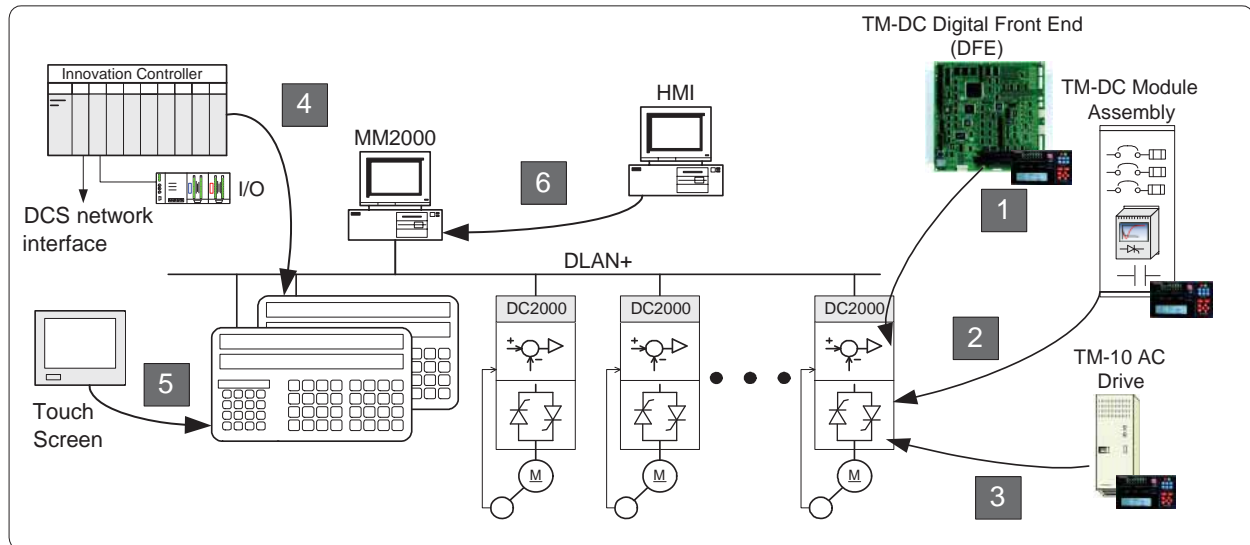 TM-DC Digital Front End
(DFE)
Innovation Controller
4
HMI
TM-DC Module
Assembly
MM2000
6
I/O
1
DCS network
interface
DLAN+
DC2000
DC2000
DC2000
+
-
+
-
+
-
2
5
TM-10 AC
Drive
Touch
Screen
M
M
M
3